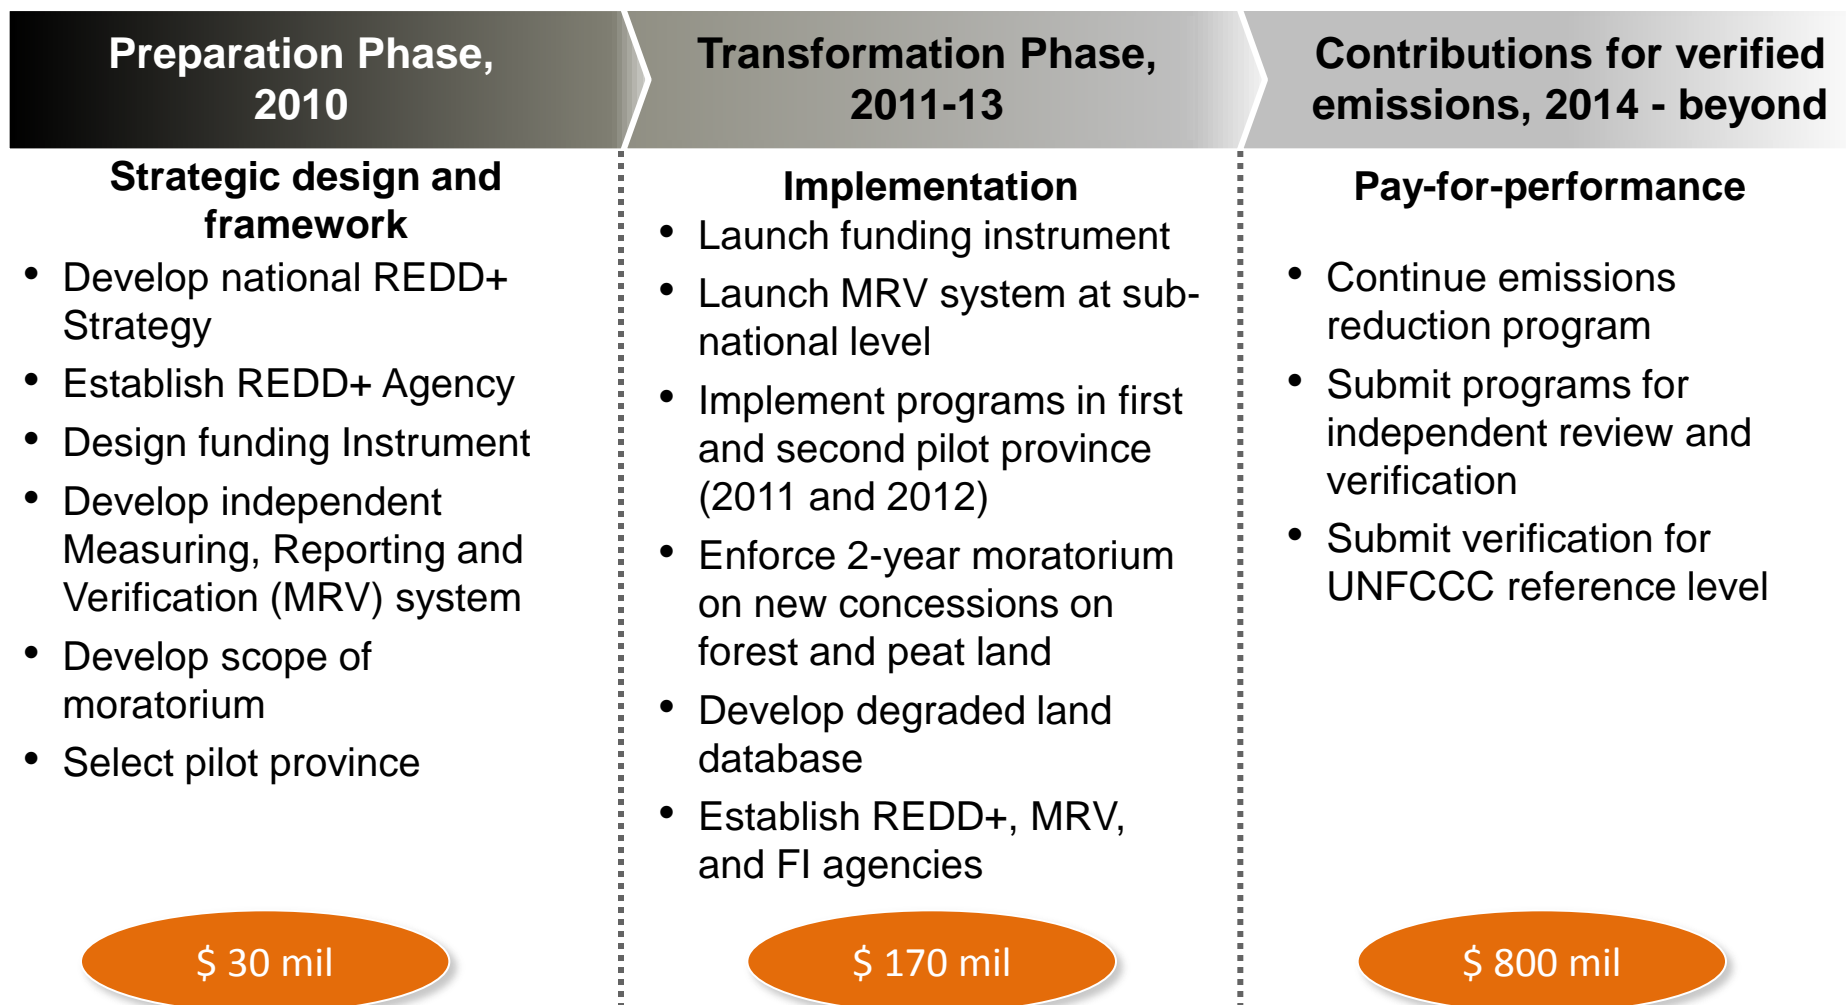 Preparation Phase,
2010
Transformation Phase,
2011-13
Contributions for verified
emissions, 2014 - beyond
Strategic design and
framework
• Develop national REDD+
Strategy
• Establish REDD+ Agency
• Design funding Instrument
• Develop independent
Measuring, Reporting and
Verification (MRV) system
• Develop scope of
moratorium
• Select pilot province
$ 30 mil
Implementation
• Launch funding instrument
• Launch MRV system at sub-
national level
• Implement programs in first
and second pilot province
(2011 and 2012)
• Enforce 2-year moratorium
on new concessions on
forest and peat land
• Develop degraded land
database
• Establish REDD+, MRV,
and FI agencies
$ 170 mil
Pay-for-performance
• Continue emissions
reduction program
• Submit programs for
independent review and
verification
• Submit verification for
UNFCCC reference level
$ 800 mil